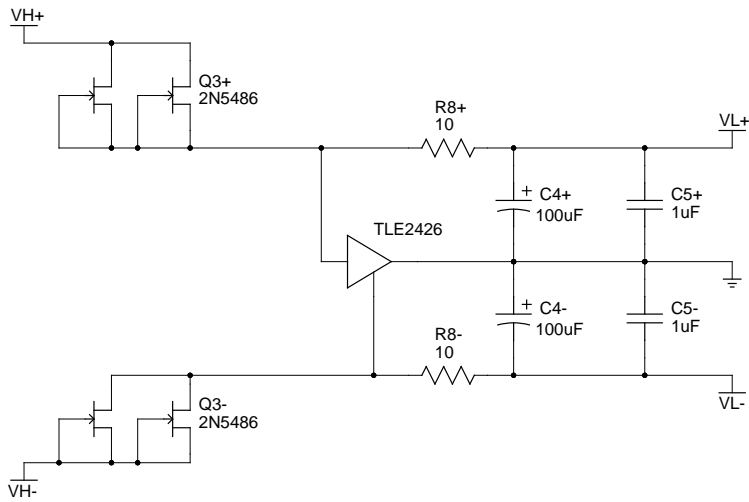 VH+
Q3+
2N5486
R8+
10
VL+
C4+
100uF
C5+
1uF
TLE2426
C4-
100uF
C5-
1uF
R8-
10
Q3-
2N5486
VL-
VH-